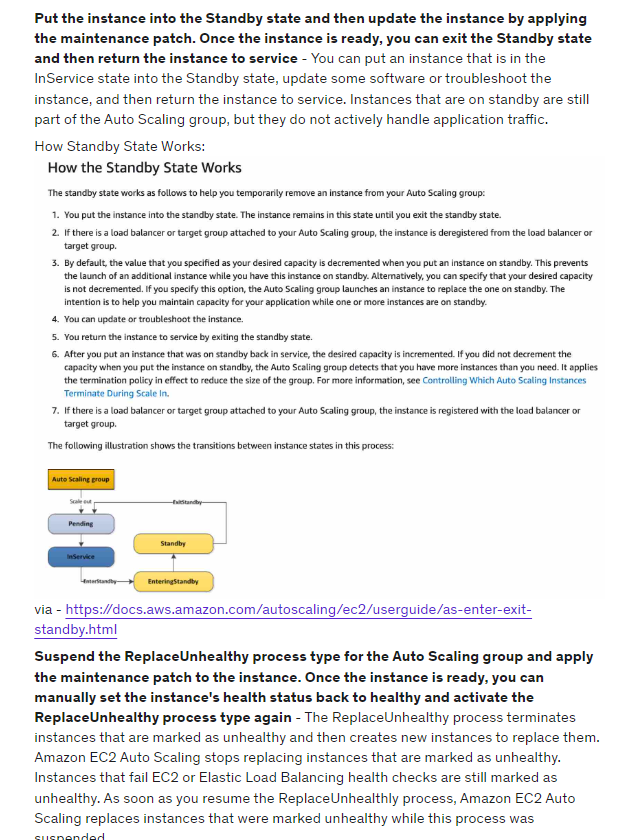 Put the instance into the Standby state and then update the instance by applying
the maintenance patch. Once the instance is ready, you can exit the Standby state
and then return the instance to service - You can put an instance that is in the
InService state into the Standby state, update some software or troubleshoot the
instance, and then return the instance to service. Instances that are on standby are still
part of the Auto Scaling group, but they do not actively handle application traffic.
How Standby State Works:
How the Standby State Works
The standby state works as follows to help you temporarily remove an instance from your Auto Scaling group:
1. You put the instance into the standby state. The instance remains in this state until you exit the standby state.
2. If there is a load balancer or target group attached to your Auto Scaling group, the instance is deregistered from the load balancer or
target group.
3. By default, the value that you specified as your desired capacity is decremented when you put an instance on standby. This prevents
the launch of an additional instance while you have this instance on standby. Alternatively, you can specify that your desired capacity
is not decremented. If you specify this option, the Auto Scaling group launches an instance to replace the one on standby. The
intention is to help you maintain capacity for your application while one or more instances are on standby.
4. You can update or troubleshoot the instance.
5. You return the instance to service by exiting the standby state.
6. After you put an instance that was on standby back in service, the desired capacity is incremented. If you did not decrement the
capacity when you put the instance on standby, the Auto Scaling group detects that you have more instances than you need. It applies
the termination policy in effect to reduce the size of the group. For more information, see Controlling Which Auto Scaling Instances
Terminate During Scale In.
7. If there is a load balancer or target group attached to your Auto Scaling group, the instance is registered with the load balancer or
target group.
The following illustration shows the transitions between instance states in this process:
Auto Scaling group
Scale out
ExitStandby
Pending
Standby
InService
EnterStandby
EnteringStandby
via - https://docs.aws.amazon.com/autoscaling/ec2/userguide/as-enter-exit-
standby.html
Suspend the ReplaceUnhealthy process type for the Auto Scaling group and apply
the maintenance patch to the instance. Once the instance is ready, you can
manually set the instance's health status back to healthy and activate the
ReplaceUnhealthy process type again - The ReplaceUnhealthy process terminates
instances that are marked as unhealthy and then creates new instances to replace them.
Amazon EC2 Auto Scaling stops replacing instances that are marked as unhealthy.
Instances that fail EC2 or Elastic Load Balancing health checks are still marked as
unhealthy. As soon as you resume the ReplaceUnhealthly process, Amazon EC2 Auto
Scaling replaces instances that were marked unhealthy while this process was
suspended